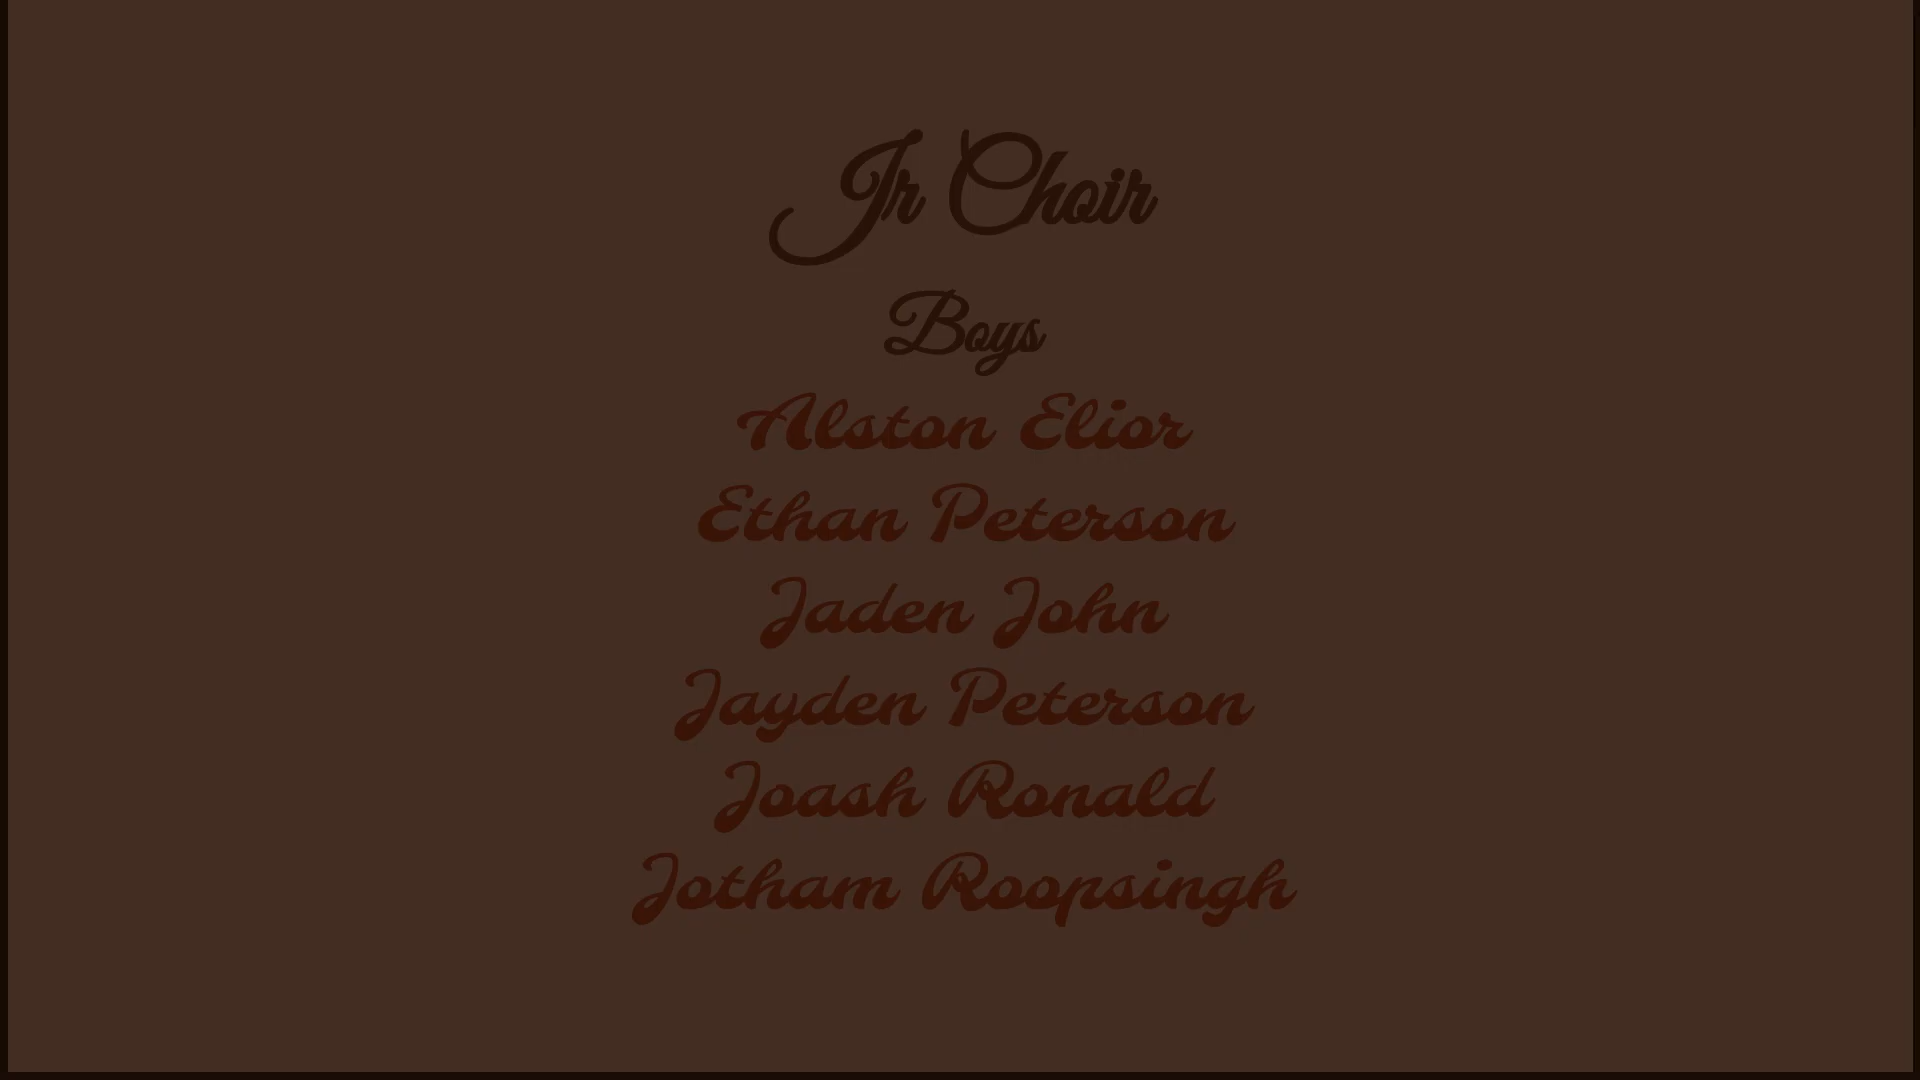 Jr Choir
Boys
Alston Elior
Ethan Peterson
Jaden John
Jayden Peterson
Joash Ronald
Jotham Roopsingh